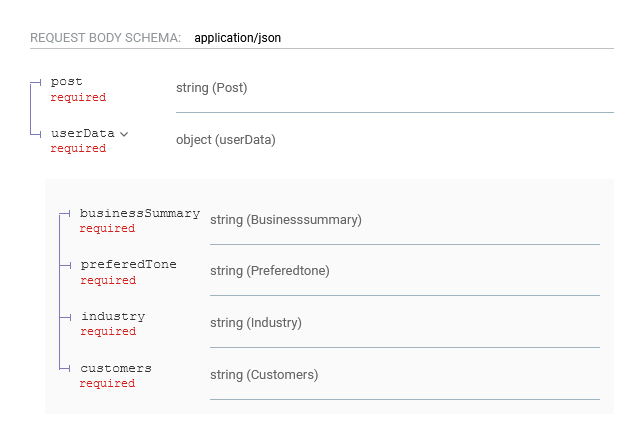 REQUEST BODY SCHEMA: application/json
post
required
string (Post)
userData
required
object (userData)
businessSummary
required
string (Businesssummary)
preferedTone
required
string (Preferedtone)
industry
required
string (Industry)
customers
required
string (Customers)